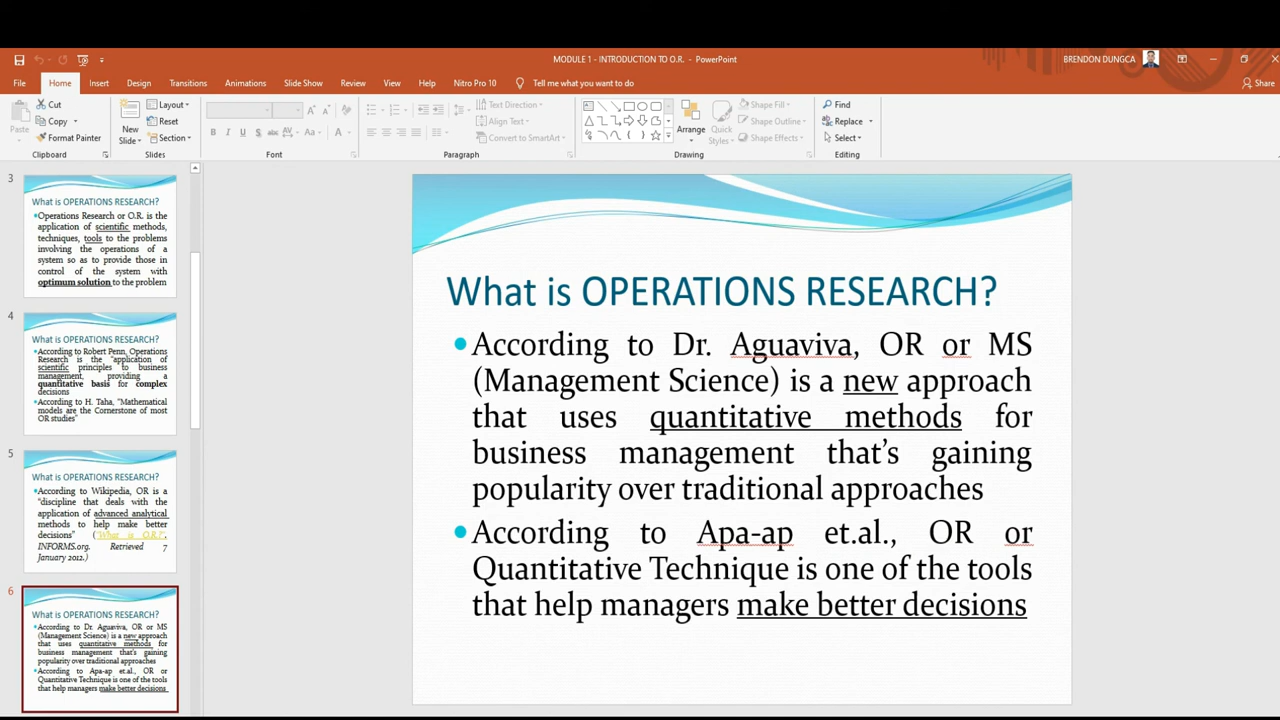 MODULE 1 - INTRODUCTION TO O.R. - PowerPoint
BRENDON DUNGCA
File Home Insert Design Transitions Animations Slide Show Review View Help Nitro Pro 10 Tell me what you want to do
Share
Paste
Cut
Copy
Format Painter
Clipboard
New Slide
Layout
Reset
Section
Slides
Font
Text Direction
Align Text
Convert to SmartArt
Paragraph
Arrange
Quick Styles
Shape Fill
Shape Outline
Shape Effects
Drawing
Find
Replace
Select
Editing
3
What is OPERATIONS RESEARCH?
Operations Research or O.R. is the
application of scientific methods,
techniques, tools to the problems
involving the operations of a
system so as to provide those in
control of the system with
optimum solution to the problem
4
What is OPERATIONS RESEARCH?
According to Robert Penn, Operations
Research is the "application of
scientific principles to business
management, providing a
quantitative basis for complex
decisions
According to H. Taha, "Mathematical
models are the Cornerstone of most
OR studies"
5
What is OPERATIONS RESEARCH?
According to Wikipedia, OR is a
"discipline that deals with the
application of advanced analytical
methods to help make better
decisions" ("What is O.R.?".
INFORMS.org. Retrieved 7
January 2012.)
6
What is OPERATIONS RESEARCH?
According to Dr. Aguaviva, OR or MS
(Management Science) is a new approach
that uses quantitative methods for
business management that's gaining
popularity over traditional approaches
According to Apa-ap et.al., OR or
Quantitative Technique is one of the tools
that help managers make better decisions
What is OPERATIONS RESEARCH?
According to Dr. Aguaviva, OR or MS
(Management Science) is a new approach
that uses quantitative methods for
business management that's gaining
popularity over traditional approaches
According to Apa-ap et.al., OR or
Quantitative Technique is one of the tools
that help managers make better decisions